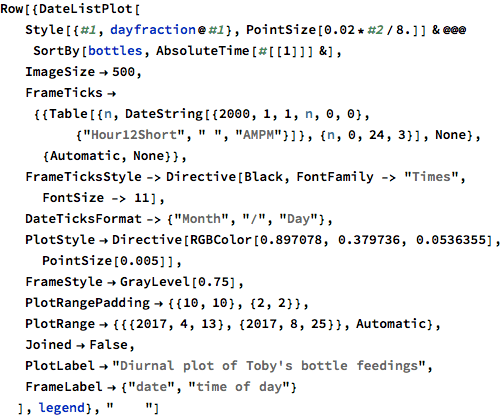 Row[{DateListPlot[
Style[{#1, dayfraction@#1}, PointSize[0.02*#2/8.]] &@@@
SortBy[bottles, AbsoluteTime[#[[1]]] &],
ImageSize→500,
FrameTicks→
{{Table[{n, DateString[{2000, 1, 1, n, 0, 0},
{"Hour12Short", " ", "AMPM"}]}, {n, 0, 24, 3}], None},
{Automatic, None}},
FrameTicksStyle -> Directive[Black, FontFamily -> "Times",
FontSize -> 11],
DateTicksFormat -> {"Month", "/", "Day"},
PlotStyle→Directive[RGBColor[0.897078, 0.379736, 0.0536355],
PointSize[0.005]],
FrameStyle→GrayLevel[0.75],
PlotRangePadding→{{10, 10}, {2, 2}},
PlotRange→{{{2017, 4, 13}, {2017, 8, 25}}, Automatic},
Joined→False,
PlotLabel→"Diurnal plot of Toby's bottle feedings",
FrameLabel→{"date", "time of day"}
], legend}, "    "]